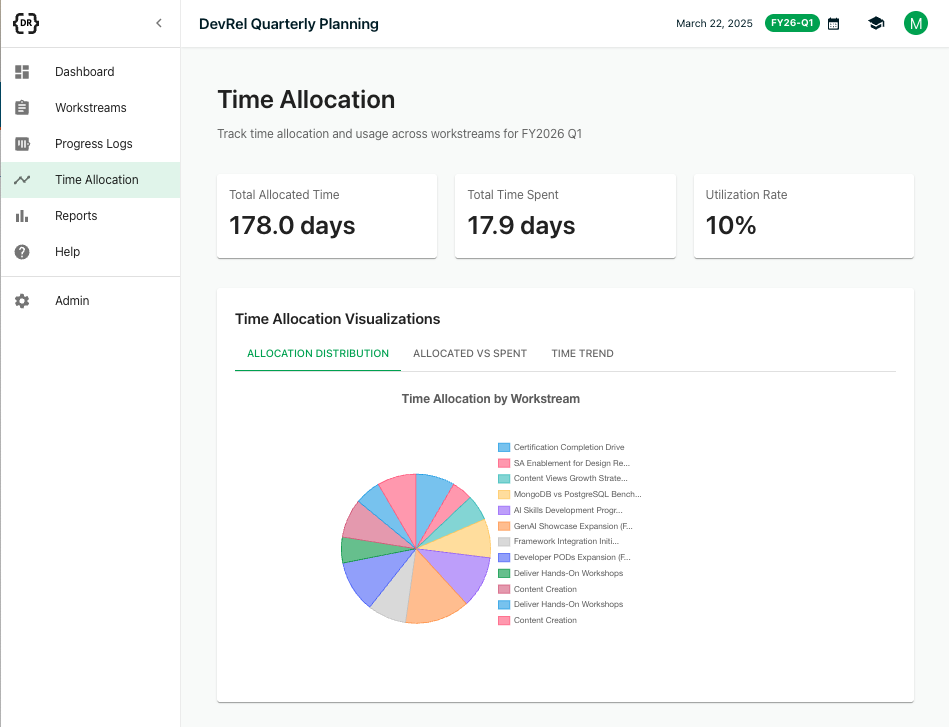 DR
DevRel Quarterly Planning
March 22, 2025
FY26-Q1
M
Dashboard
Workstreams
Progress Logs
Time Allocation
Reports
Help
Admin
Time Allocation
Track time allocation and usage across workstreams for FY2026 Q1
Total Allocated Time
178.0 days
Total Time Spent
17.9 days
Utilization Rate
10%
Time Allocation Visualizations
ALLOCATION DISTRIBUTION
ALLOCATED VS SPENT
TIME TREND
Time Allocation by Workstream
Certification Completion Drive
SA Enablement for Design Re...
Content Views Growth Strate...
MongoDB vs PostgreSQL Bench...
AI Skills Development Progr...
GenAI Showcase Expansion (F...
Framework Integration Initi...
Developer PODs Expansion (F...
Deliver Hands-On Workshops
Content Creation
Deliver Hands-On Workshops
Content Creation